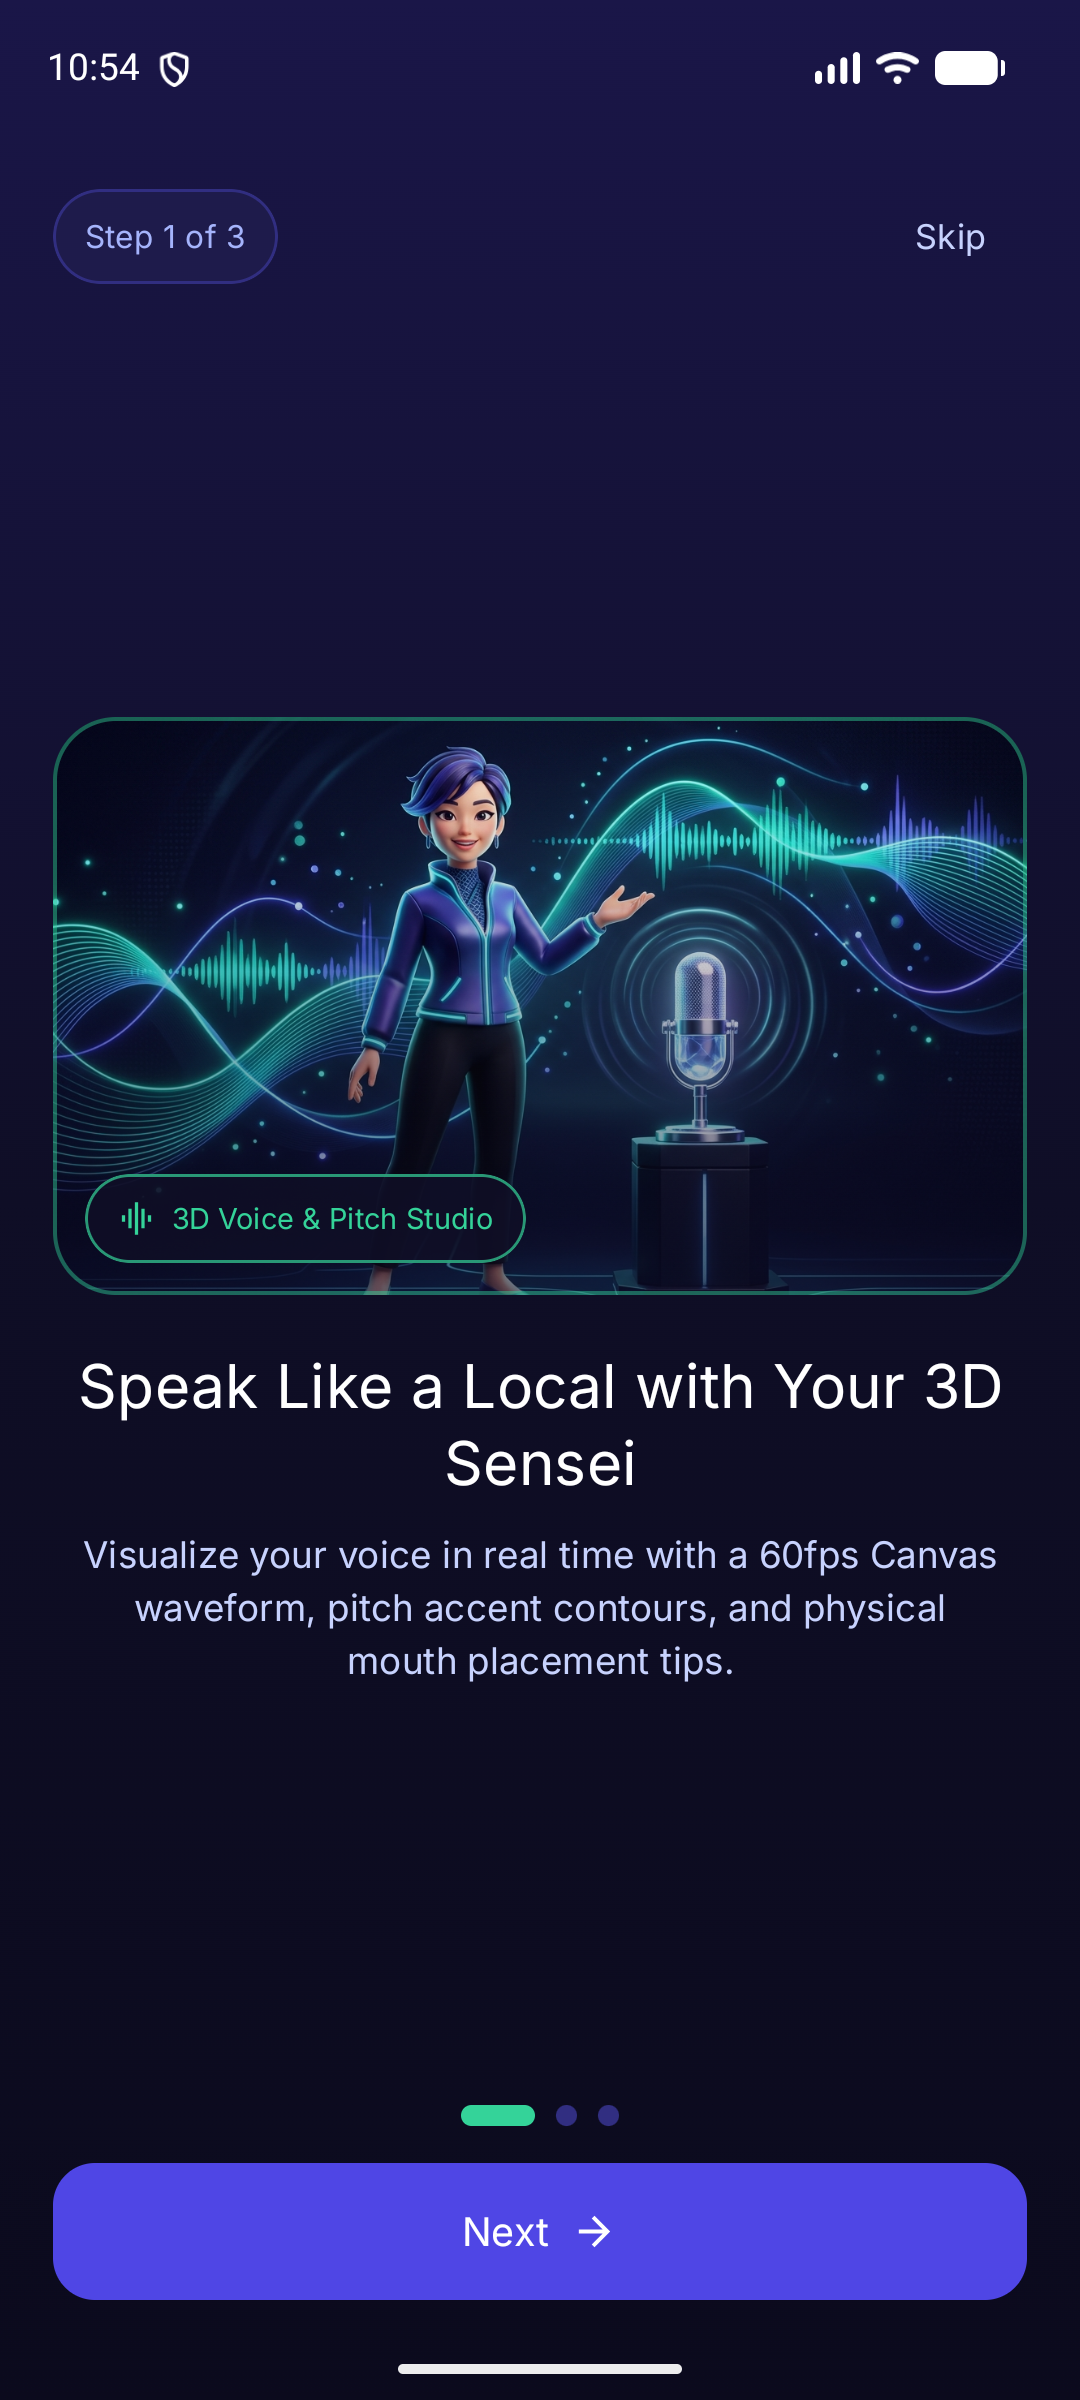 10:54
Step 1 of 3
Skip
3D Voice & Pitch Studio
Speak Like a Local with Your 3D
Sensei
Visualize your voice in real time with a 60fps Canvas
waveform, pitch accent contours, and physical
mouth placement tips.
Next